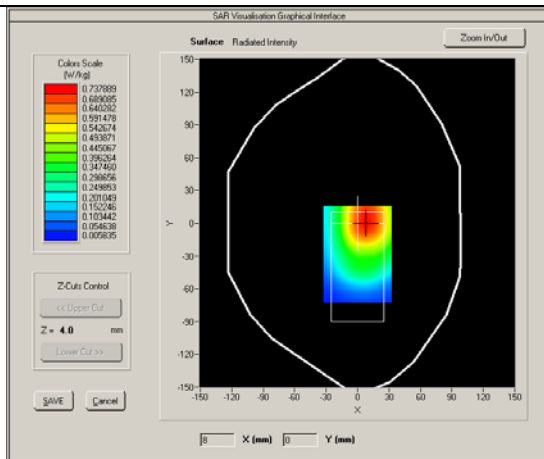 SAR Visualisation Graphical Interface
Surface Radiated Intensity
Zoom In/Out
Colors Scale
(W/kg)
0.737889
0.689085
0.640282
0.591478
0.542674
0.493871
0.445067
0.396264
0.347460
0.298656
0.249853
0.201049
0.152246
0.103442
0.054638
0.005835
Z-Cuts Control
<< Upper Cut
Z = 4.0 mm
Lower Cut >>
SAVE Cancel
150
120
90
60
30
0
-30
-60
-90
-120
-150
Y
-150 -120 -90 -60 -30 0 30 60 90 120 150
X
8 X (mm) 0 Y (mm)